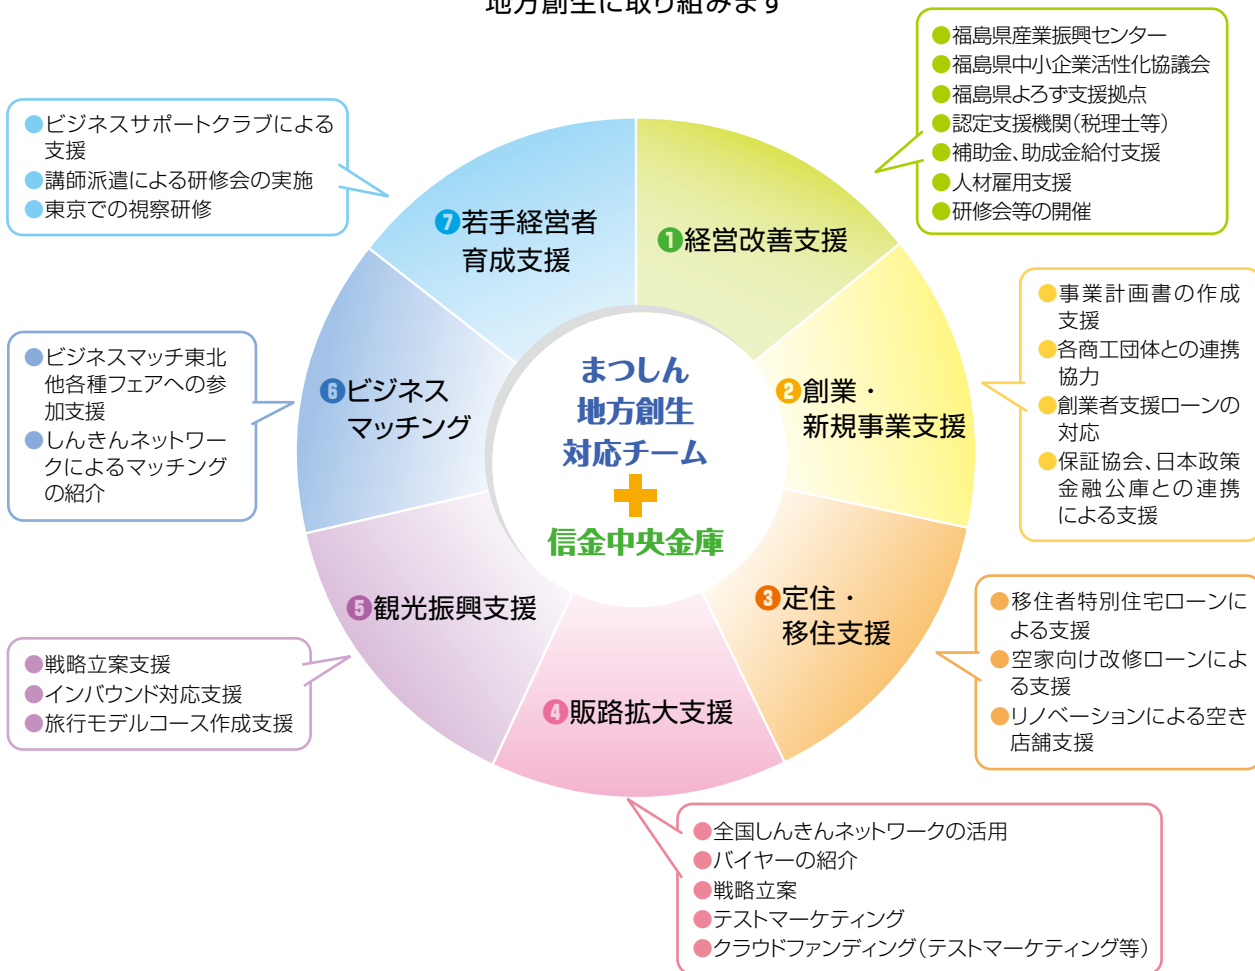 地方創生に取り組みます
❶経営改善支援
●福島県産業振興センター
●福島県中小企業活性化協議会
●福島県よろず支援拠点
●認定支援機関（税理士等）
●補助金、助成金給付支援
●人材雇用支援
●研修会等の開催
❷創業・
新規事業支援
●事業計画書の作成
支援
●各商工団体との連携
協力
●創業者支援ローンの
対応
●保証協会、日本政策
金融公庫との連携
による支援
❸定住・
移住支援
●移住者特別住宅ローンに
よる支援
●空家向け改修ローンによ
る支援
●リノベーションによる空き
店舗支援
❹販路拡大支援
●全国しんきんネットワークの活用
●バイヤーの紹介
●戦略立案
●テストマーケティング
●クラウドファンディング（テストマーケティング等）
❺観光振興支援
●戦略立案支援
●インバウンド対応支援
●旅行モデルコース作成支援
❻ビジネス
マッチング
●ビジネスマッチ東北
他各種フェアへの参
加支援
●しんきんネットワー
クによるマッチング
の紹介
❼若手経営者
育成支援
●ビジネスサポートクラブによる
支援
●講師派遣による研修会の実施
●東京での視察研修
まつしん
地方創生
対応チーム
＋
信金中央金庫